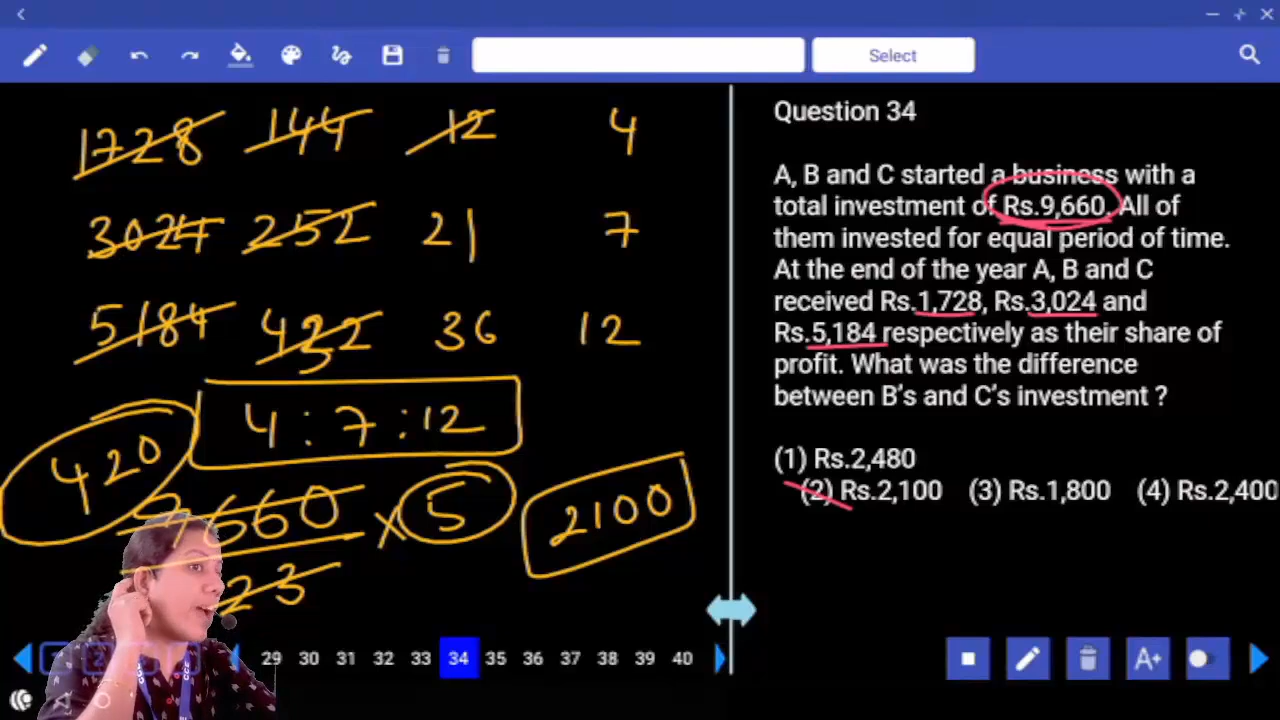 Select
1728 144 12 4
3024 252 21 7
5184 432 36 12
4 : 7 : 12
420
9660 × 5
23
2100
Question 34
A, B and C started a business with a
total investment of Rs.9,660. All of
them invested for equal period of time.
At the end of the year A, B and C
received Rs.1,728, Rs.3,024 and
Rs.5,184 respectively as their share of
profit. What was the difference
between B's and C's investment ?
(1) Rs.2,480
(2) Rs.2,100 (3) Rs.1,800 (4) Rs.2,400
1 2 29 30 31 32 33 34 35 36 37 38 39 40
A+